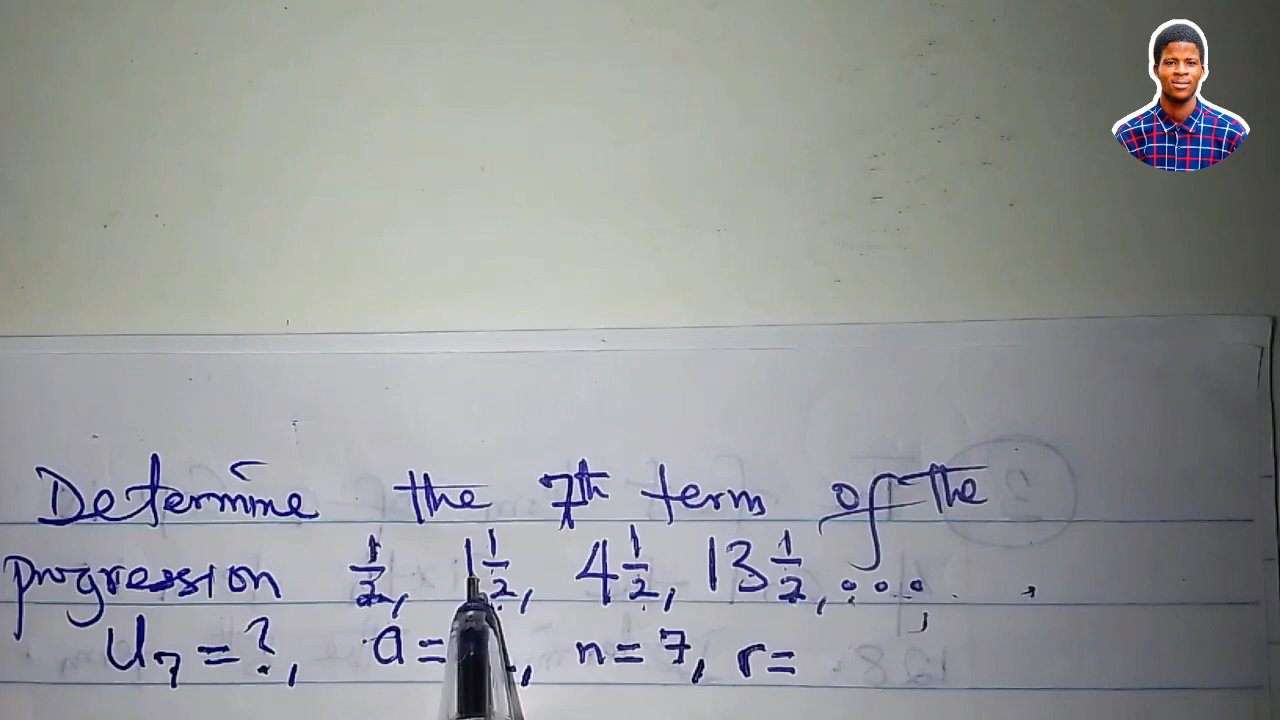 Determine the 7th term of the
progression 1/2, 1 1/2, 4 1/2, 13 1/2, ...,
U₇ = ?, a = , n = 7, r =